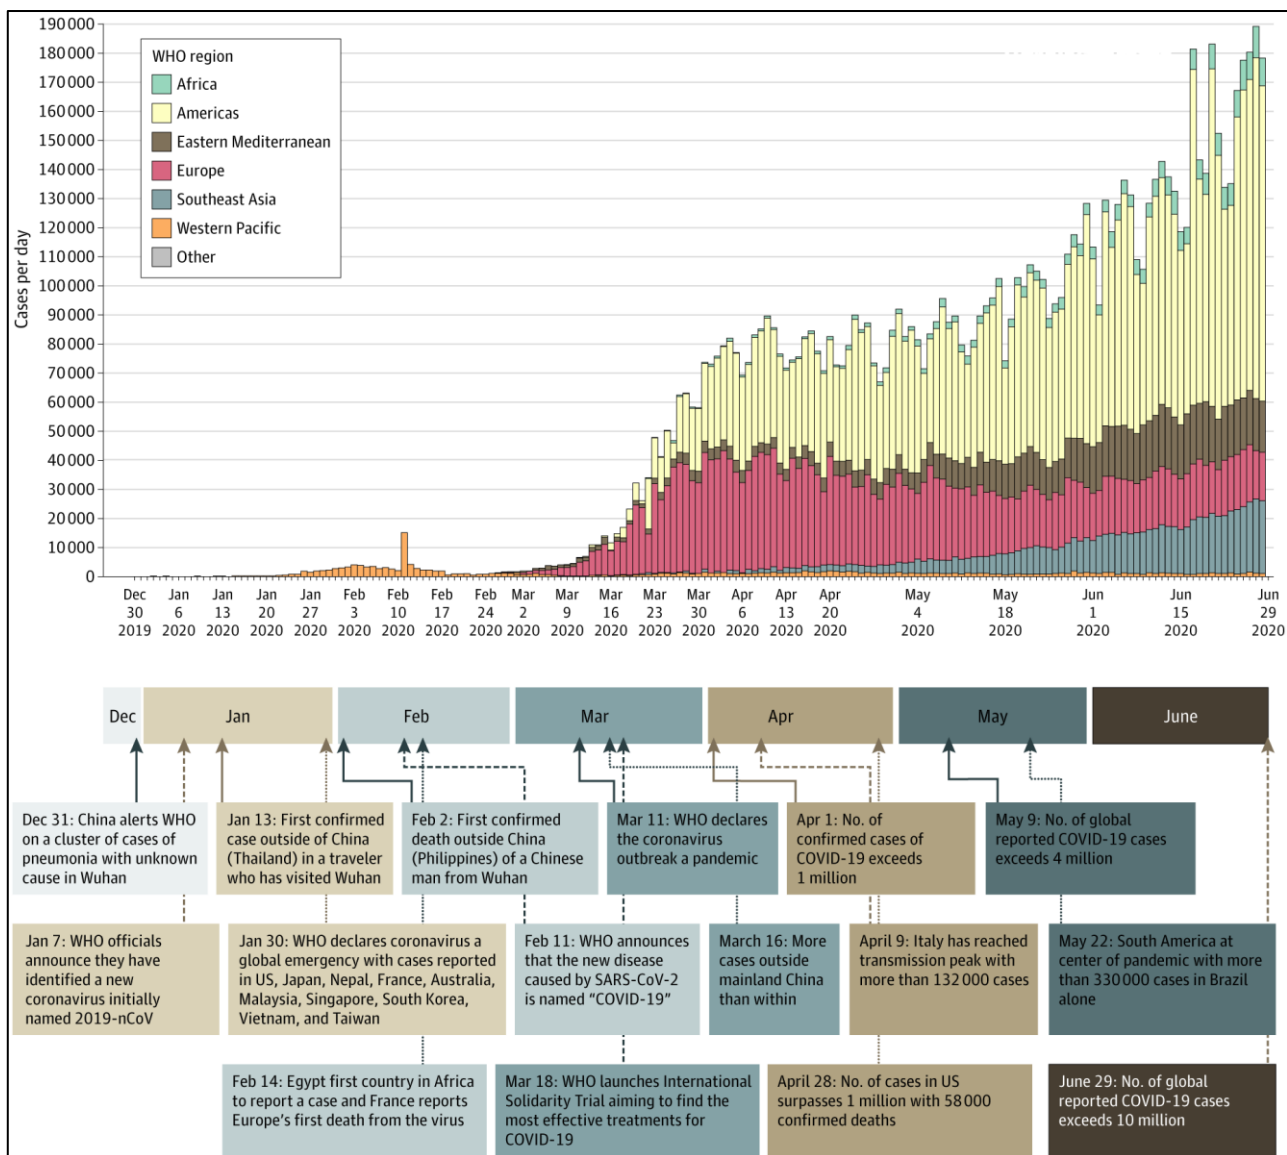 190 000
180 000
170 000
160 000
150 000
140 000
130 000
120 000
110 000
100 000
90 000
80 000
70 000
60 000
50 000
40 000
30 000
20 000
10 000
0
Cases per day
WHO region
Africa
Americas
Eastern Mediterranean
Europe
Southeast Asia
Western Pacific
Other
Dec
30
2019
Jan
6
2020
Jan
13
2020
Jan
20
2020
Jan
27
2020
Feb
3
2020
Feb
10
2020
Feb
17
2020
Feb
24
2020
Mar
2
2020
Mar
9
2020
Mar
16
2020
Mar
23
2020
Mar
30
2020
Apr
6
2020
Apr
13
2020
Apr
20
2020
May
4
2020
May
18
2020
Jun
1
2020
Jun
15
2020
Jun
29
2020
Dec
Jan
Feb
Mar
Apr
May
June
Dec 31: China alerts WHO
on a cluster of cases of
pneumonia with unknown
cause in Wuhan
Jan 13: First confirmed
case outside of China
(Thailand) in a traveler
who has visited Wuhan
Feb 2: First confirmed
death outside China
(Philippines) of a Chinese
man from Wuhan
Mar 11: WHO declares
the coronavirus
outbreak a pandemic
Apr 1: No. of
confirmed cases of
COVID-19 exceeds
1 million
May 9: No. of global
reported COVID-19 cases
exceeds 4 million
Jan 7: WHO officials
announce they have
identified a new
coronavirus initially
named 2019-nCoV
Jan 30: WHO declares coronavirus a
global emergency with cases reported
in US, Japan, Nepal, France, Australia,
Malaysia, Singapore, South Korea,
Vietnam, and Taiwan
Feb 11: WHO announces
that the new disease
caused by SARS-CoV-2
is named “COVID-19”
March 16: More
cases outside
mainland China
than within
April 9: Italy has reached
transmission peak with
more than 132 000 cases
May 22: South America at
center of pandemic with more
than 330 000 cases in Brazil
alone
Feb 14: Egypt first country in Africa
to report a case and France reports
Europe’s first death from the virus
Mar 18: WHO launches International
Solidarity Trial aiming to find the
most effective treatments for
COVID-19
April 28: No. of cases in US
surpasses 1 million with 58 000
confirmed deaths
June 29: No. of global
reported COVID-19 cases
exceeds 10 million